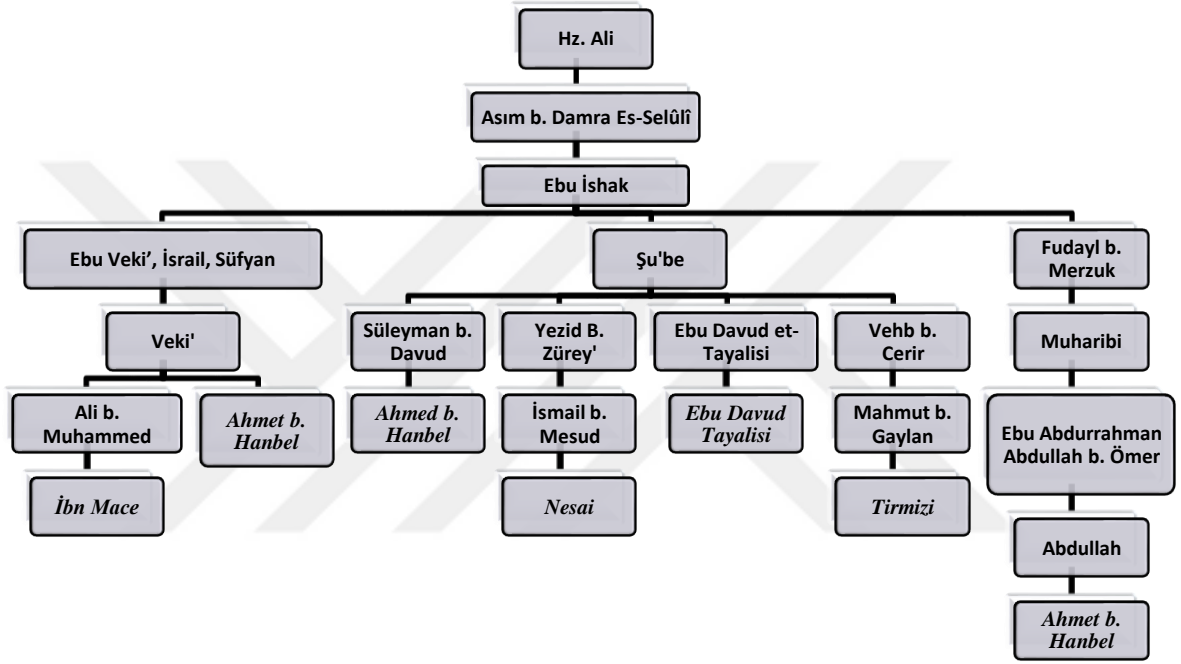 Hz. Ali
Asım b. Damra Es-Selûlî
Ebu İshak
Ebu Veki’, İsrail, Süfyan
Şu'be
Fudayl b.
Merzuk
Veki'
Süleyman b.
Davud
Yezid B.
Zürey'
Ebu Davud et-
Tayalisi
Vehb b.
Cerir
Muharibi
Ali b.
Muhammed
Ahmet b.
Hanbel
Ahmed b.
Hanbel
İsmail b.
Mesud
Ebu Davud
Tayalisi
Mahmut b.
Gaylan
Ebu Abdurrahman
Abdullah b. Ömer
İbn Mace
Nesai
Tirmizi
Abdullah
Ahmet b.
Hanbel